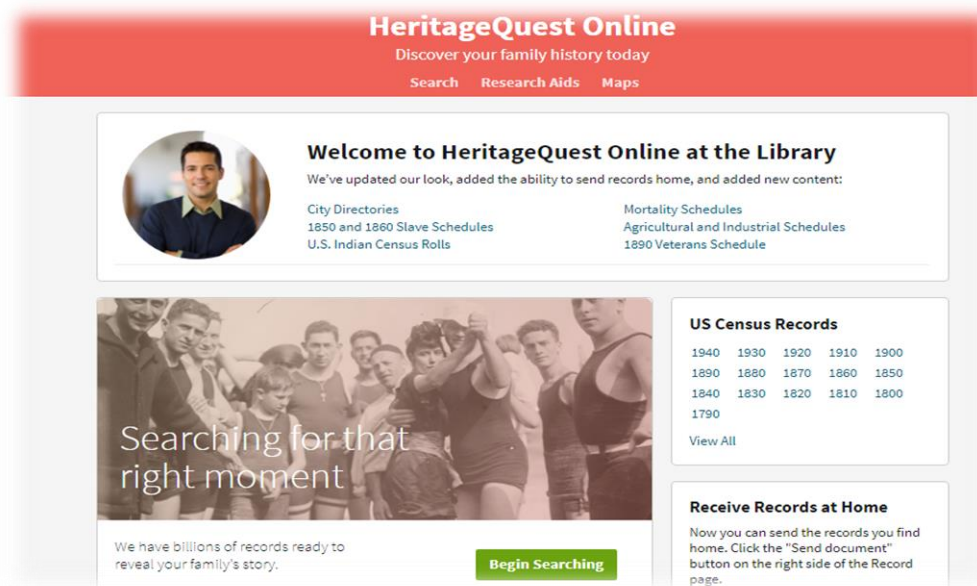 HeritageQuest Online
Discover your family history today
Search Research Aids Maps
Welcome to HeritageQuest Online at the Library
We've updated our look, added the ability to send records home, and added new content:
City Directories
1850 and 1860 Slave Schedules
U.S. Indian Census Rolls
Mortality Schedules
Agricultural and Industrial Schedules
1890 Veterans Schedule
Searching for that
right moment
We have billions of records ready to
reveal your family's story.
Begin Searching
US Census Records
1940 1930 1920 1910 1900
1890 1880 1870 1860 1850
1840 1830 1820 1810 1800
1790
View All
Receive Records at Home
Now you can send the records you find
home. Click the "Send document"
button on the right side of the Record
page.